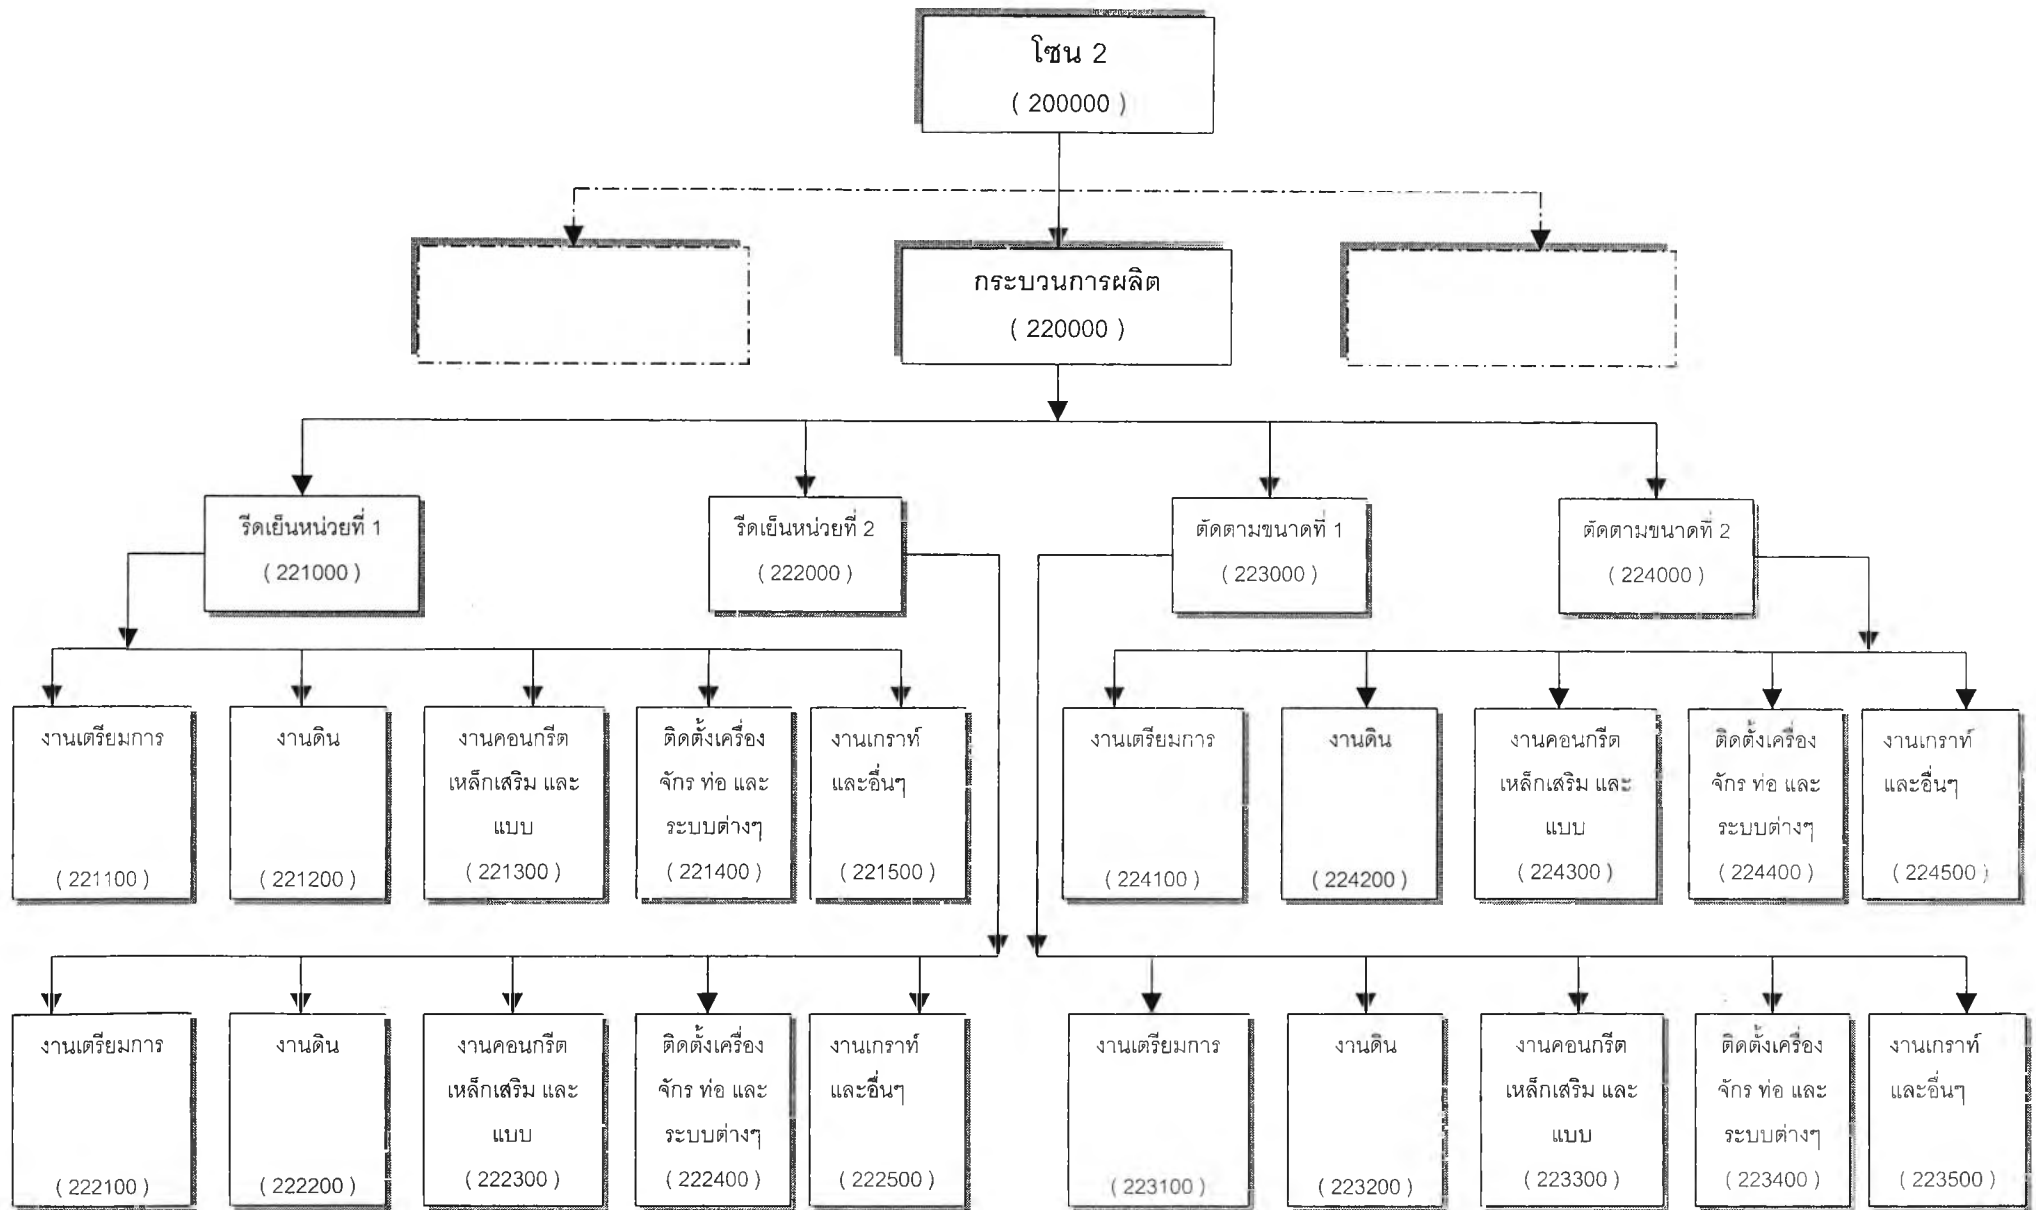 โซน 2
( 200000 )
กระบวนการผลิต
( 220000 )
รีดเย็นหน่วยที่ 1
( 221000 )
รีดเย็นหน่วยที่ 2
( 222000 )
ตัดตามขนาดที่ 1
( 223000 )
ตัดตามขนาดที่ 2
( 224000 )
งานเตรียมการ
( 221100 )
งานดิน
( 221200 )
งานคอนกรีต
เหล็กเสริม และ
แบบ
( 221300 )
ติดตั้งเครื่อง
จักร ท่อ และ
ระบบต่างๆ
( 221400 )
งานเกราท์
และอื่นๆ
( 221500 )
งานเตรียมการ
( 224100 )
งานดิน
( 224200 )
งานคอนกรีต
เหล็กเสริม และ
แบบ
( 224300 )
ติดตั้งเครื่อง
จักร ท่อ และ
ระบบต่างๆ
( 224400 )
งานเกราท์
และอื่นๆ
( 224500 )
งานเตรียมการ
( 222100 )
งานดิน
( 222200 )
งานคอนกรีต
เหล็กเสริม และ
แบบ
( 222300 )
ติดตั้งเครื่อง
จักร ท่อ และ
ระบบต่างๆ
( 222400 )
งานเกราท์
และอื่นๆ
( 222500 )
งานเตรียมการ
( 223100 )
งานดิน
( 223200 )
งานคอนกรีต
เหล็กเสริม และ
แบบ
( 223300 )
ติดตั้งเครื่อง
จักร ท่อ และ
ระบบต่างๆ
( 223400 )
งานเกราท์
และอื่นๆ
( 223500 )